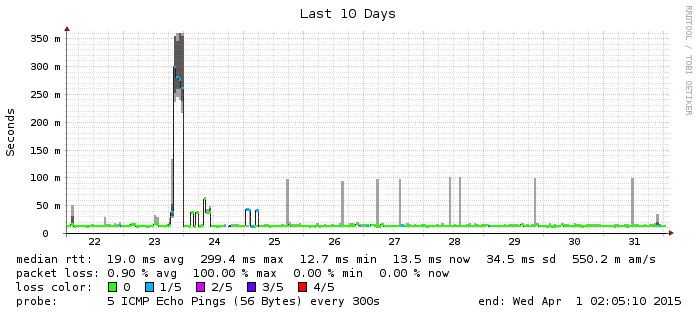 Last 10 Days
RRDTOOL / TOBI OETIKER
Seconds
350 m
300 m
250 m
200 m
150 m
100 m
50 m
0
22 23 24 25 26 27 28 29 30 31
median rtt: 19.0 ms avg 299.4 ms max 12.7 ms min 13.5 ms now 34.5 ms sd 550.2 m am/s
packet loss: 0.90 % avg 100.00 % max 0.00 % min 0.00 % now
loss color: 0 1/5 2/5 3/5 4/5
probe: 5 ICMP Echo Pings (56 Bytes) every 300s end: Wed Apr 1 02:05:10 2015